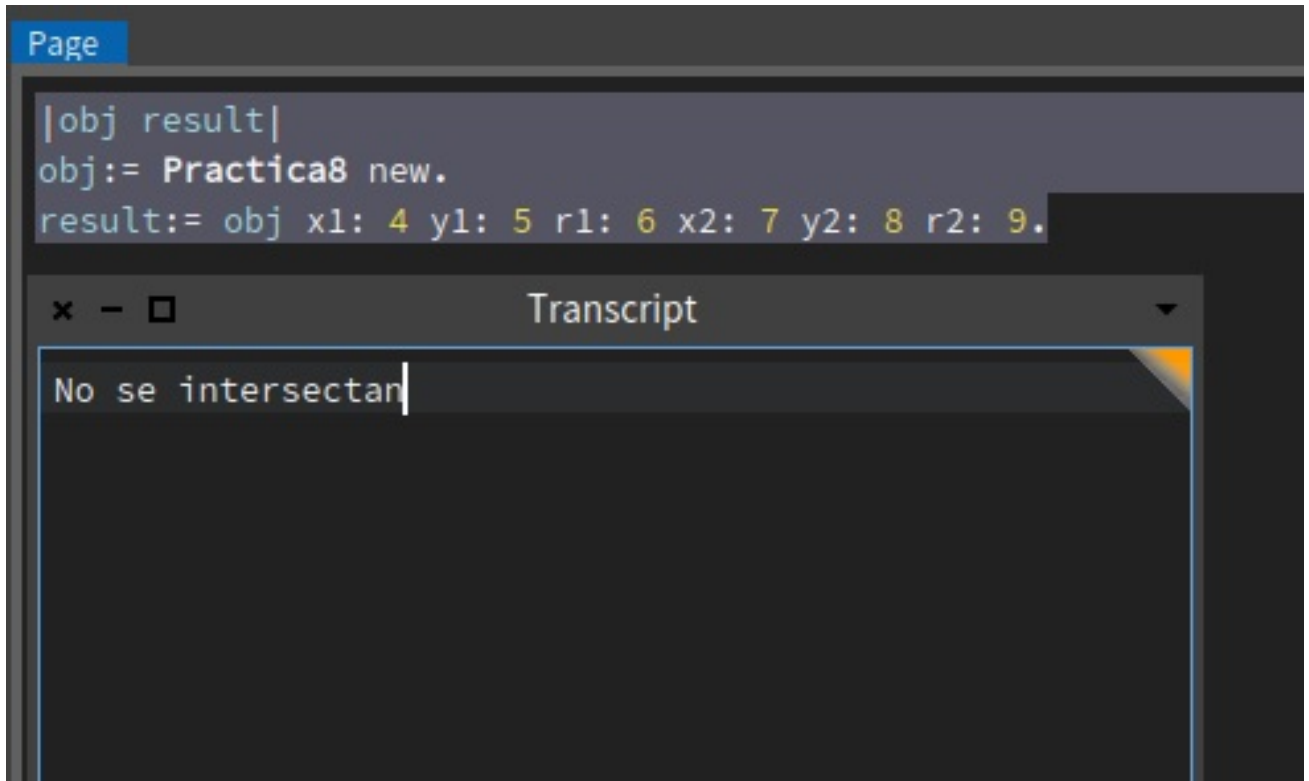 Page
|obj result|
obj:= Practica8 new.
result:= obj x1: 4 y1: 5 r1: 6 x2: 7 y2: 8 r2: 9.
Transcript
No se intersectan